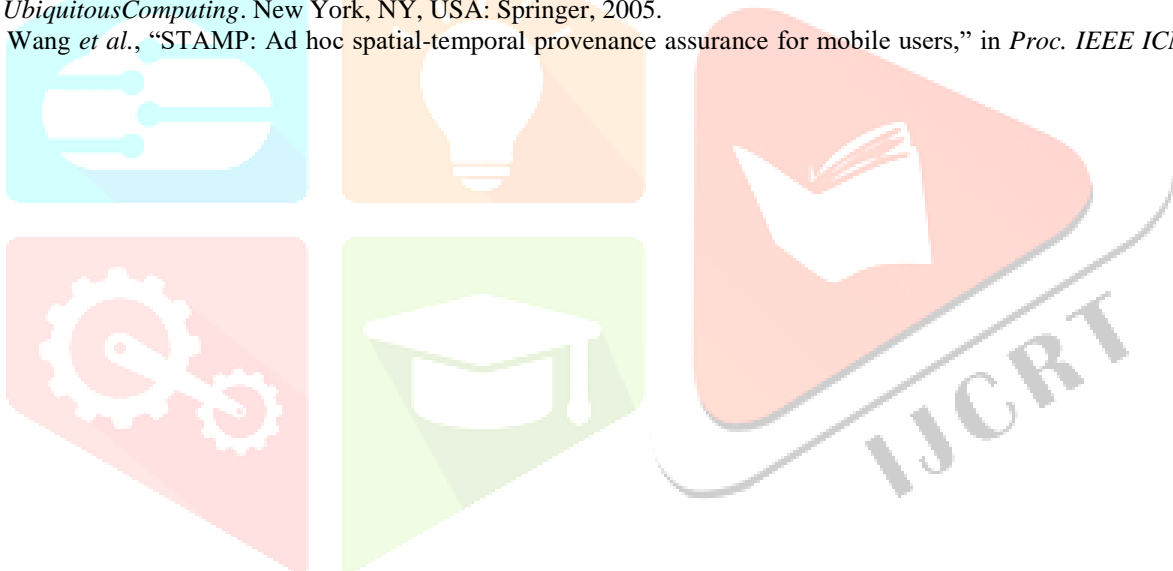 UbiquitousComputing. New York, NY, USA: Springer, 2005.
Wang et al., “STAMP: Ad hoc spatial-temporal provenance assurance for mobile users,” in Proc. IEEE
IJCRT